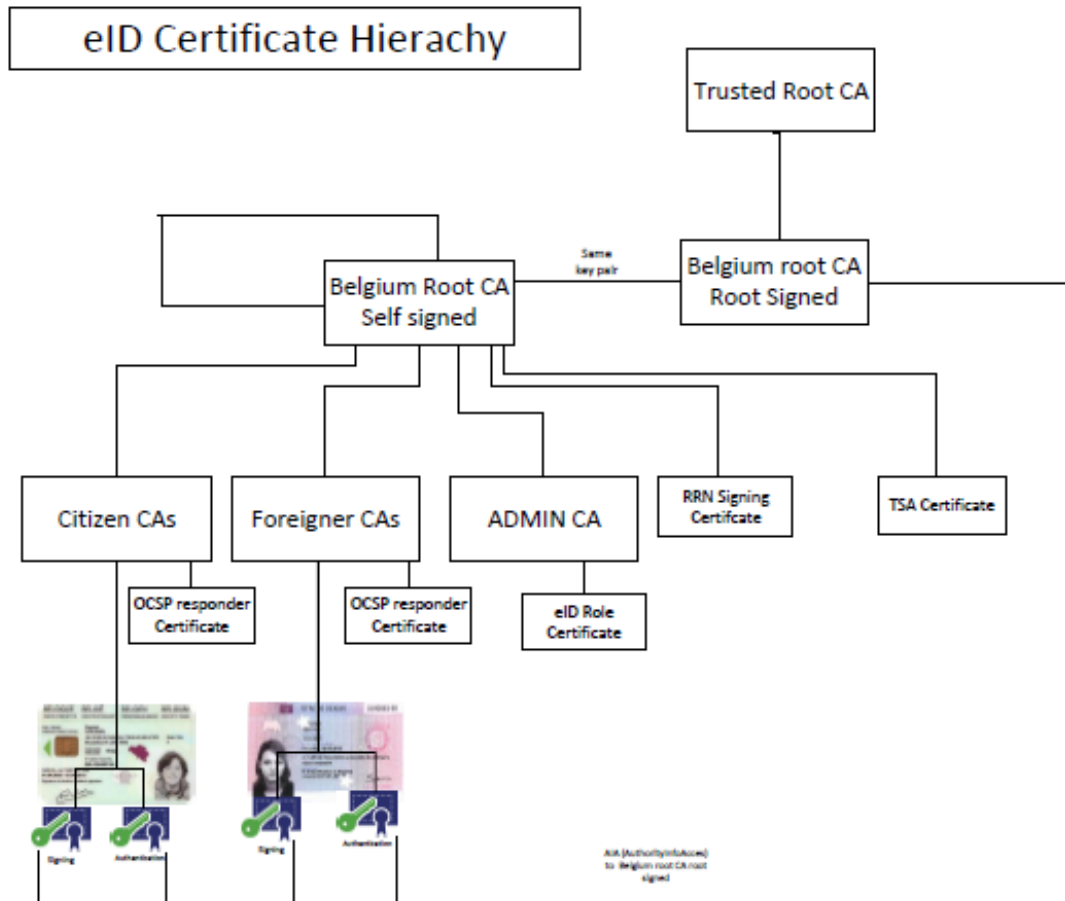 eID Certificate Hierachy
Trusted Root CA
Same
key pair
Belgium Root CA
Self signed
Belgium root CA
Root Signed
Citizen CAs
Foreigner CAs
ADMIN CA
RRN Signing
Certifcate
TSA Certificate
OCSP responder
Certificate
OCSP responder
Certificate
eID Role
Certificate
Signing
Authentication
Signing
Authentication
AIA (AuthorityInfoAcces)
to Belgium root CA root
signed